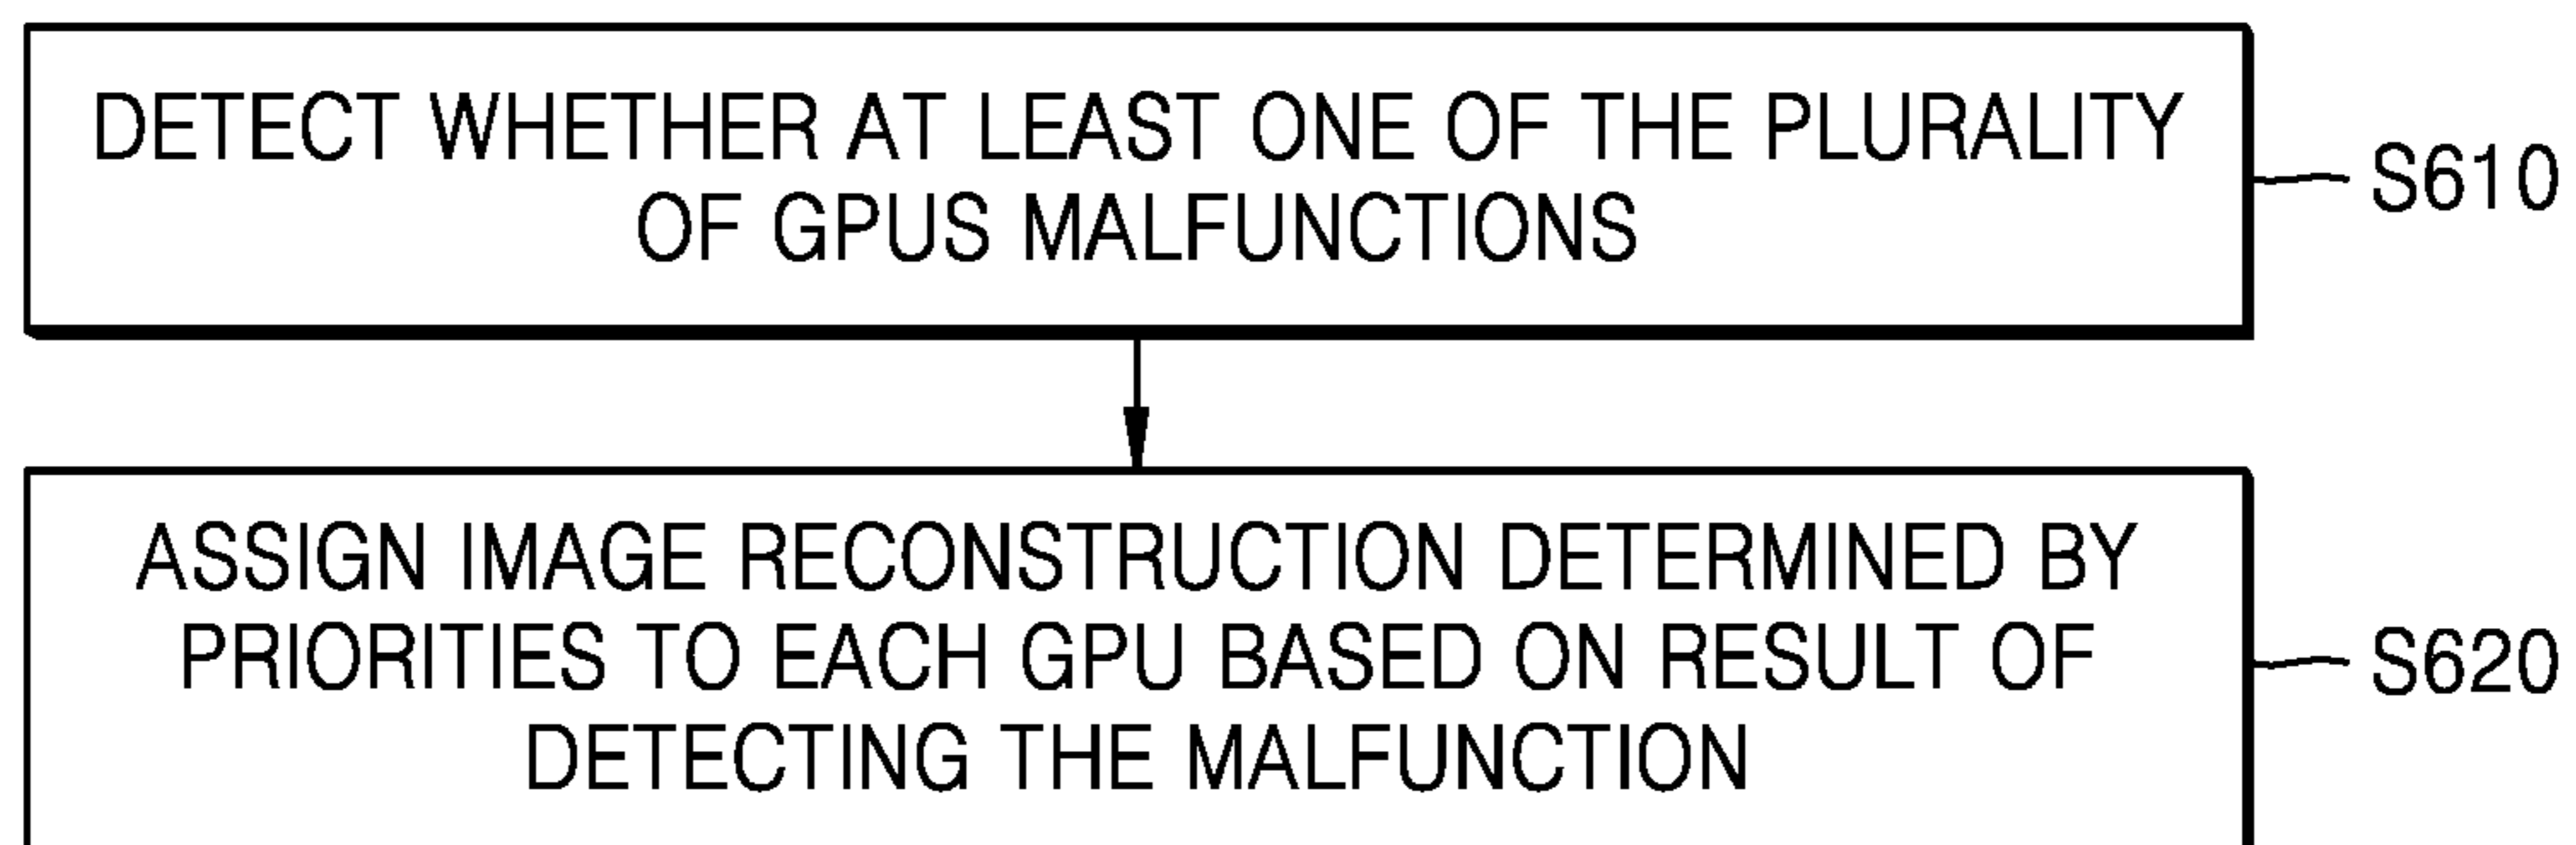 DETECT WHETHER AT LEAST ONE OF THE PLURALITY
OF GPUS MALFUNCTIONS
S610
ASSIGN IMAGE RECONSTRUCTION DETERMINED BY
PRIORITIES TO EACH GPU BASED ON RESULT OF
DETECTING THE MALFUNCTION
S620